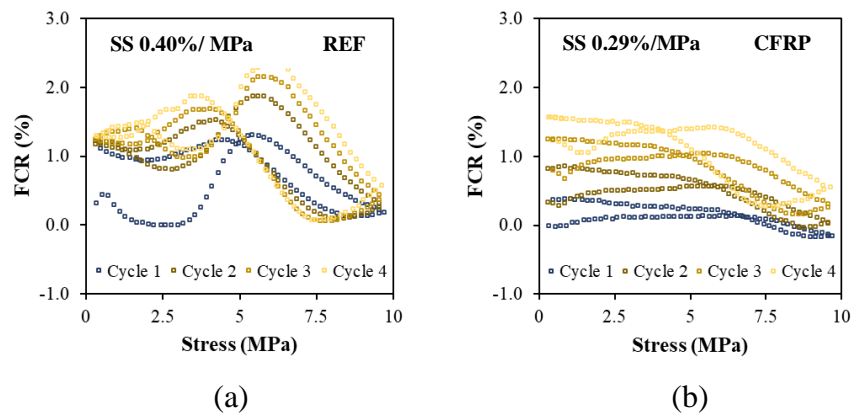 3.0
SS 0.40%/ MPa REF
2.0
1.0
0.0
-1.0
FCR (%)
Cycle 1 Cycle 2 Cycle 3 Cycle 4
0 2.5 5 7.5 10
Stress (MPa)
(a)
3.0
SS 0.29%/MPa CFRP
2.0
1.0
0.0
-1.0
FCR (%)
Cycle 1 Cycle 2 Cycle 3 Cycle 4
0 2.5 5 7.5 10
Stress (MPa)
(b)